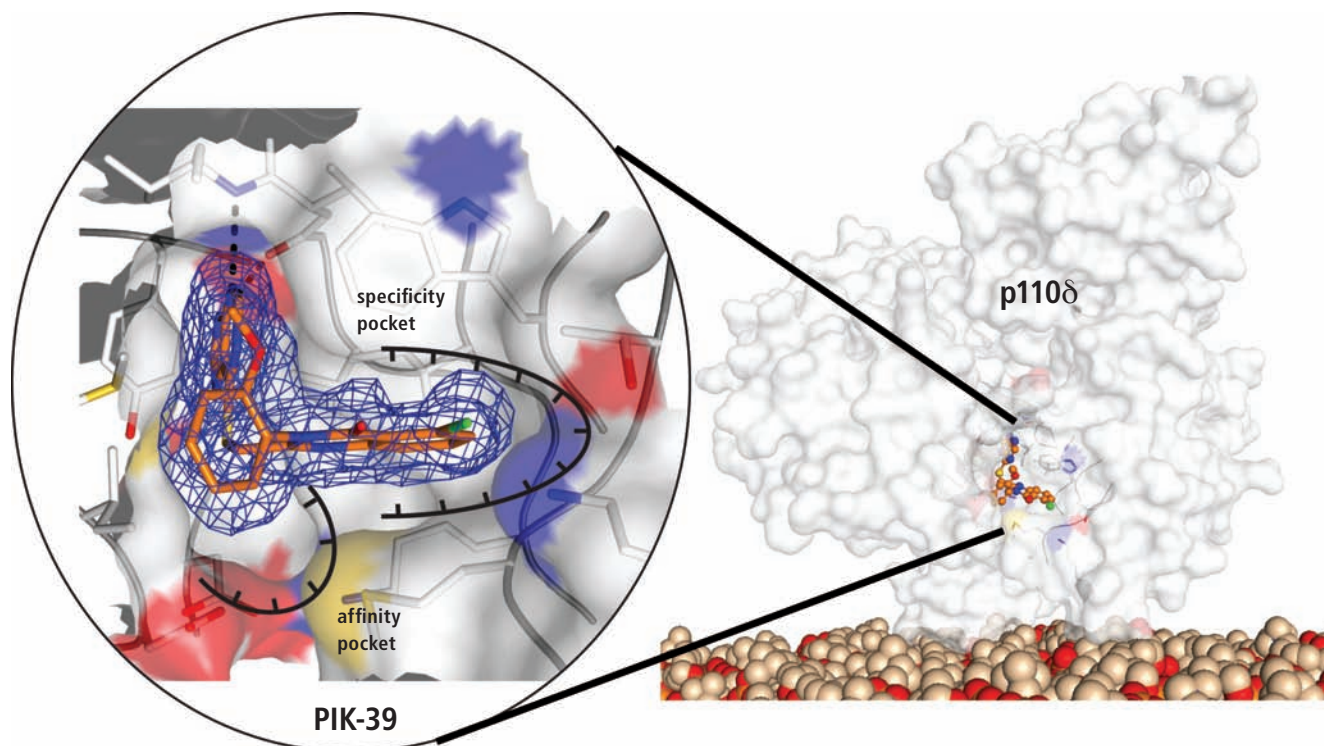 specificity
pocket
p110δ
affinity
pocket
PIK-39